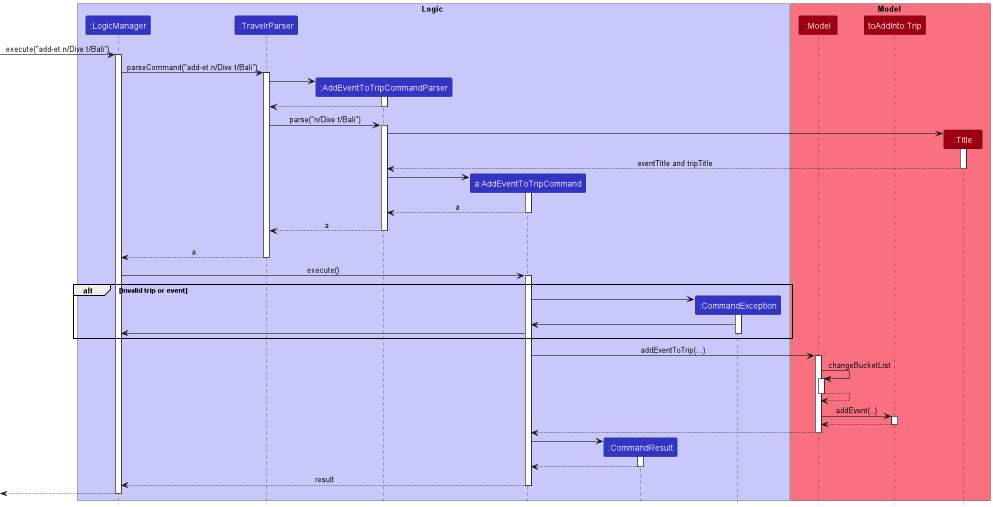 Logic
Model
:LogicManager
:TravelrParser
:Model
toAddInto:Trip
execute("add-et n/Dive t/Bali")
parseCommand("add-et n/Dive t/Bali")
:AddEventToTripCommandParser
parse("n/Dive t/Bali")
:Title
eventTitle and tripTitle
a:AddEventToTripCommand
a
a
a
execute()
alt
[invalid trip or event]
:CommandException
addEventToTrip(...)
changeBucketList
addEvent(..)
:CommandResult
result